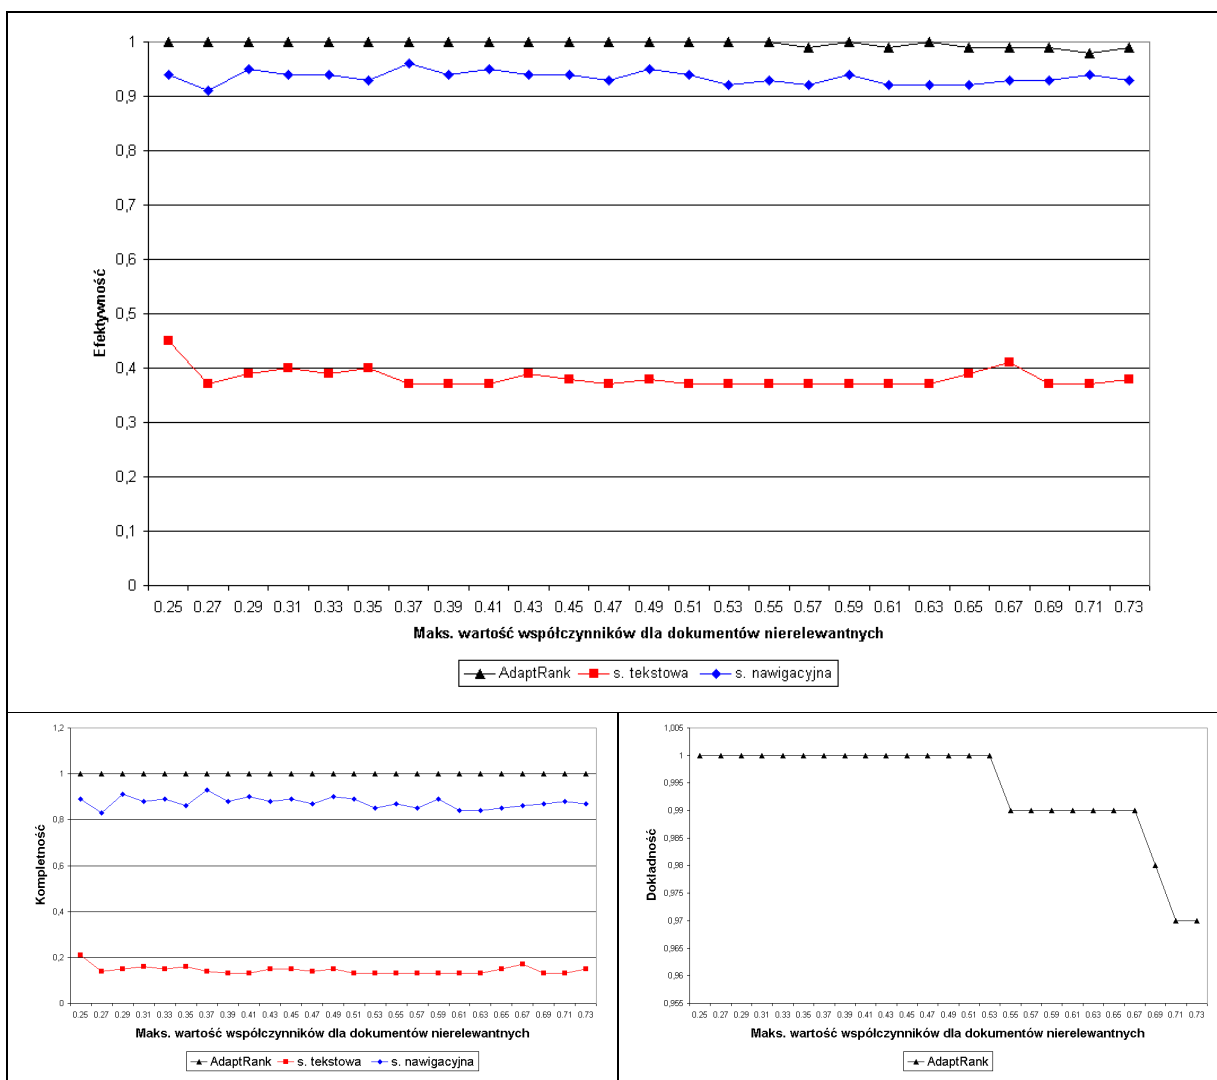 1
0,9
0,8
0,7
0,6
0,5
0,4
0,3
0,2
0,1
0
Efektywność
0.25 0.27 0.29 0.31 0.33 0.35 0.37 0.39 0.41 0.43 0.45 0.47 0.49 0.51 0.53 0.55 0.57 0.59 0.61 0.63 0.65 0.67 0.69 0.71 0.73
Maks. wartość współczynników dla dokumentów nierelewantnych
AdaptRank s. tekstowa s. nawigacyjna
1,2
1
0,8
0,6
0,4
0,2
0
Kompletność
0.25 0.27 0.29 0.31 0.33 0.35 0.37 0.39 0.41 0.43 0.45 0.47 0.49 0.51 0.53 0.55 0.57 0.59 0.61 0.63 0.65 0.67 0.69 0.71 0.73
Maks. wartość współczynników dla dokumentów nierelewantnych
AdaptRank s. tekstowa s. nawigacyjna
1,005
1
0,995
0,99
0,985
0,98
0,975
0,97
0,965
0,96
0,955
Dokładność
0.25 0.27 0.29 0.31 0.33 0.35 0.37 0.39 0.41 0.43 0.45 0.47 0.49 0.51 0.53 0.55 0.57 0.59 0.61 0.63 0.65 0.67 0.69 0.71 0.73
Maks. wartość współczynników dla dokumentów nierelewantnych
AdaptRank